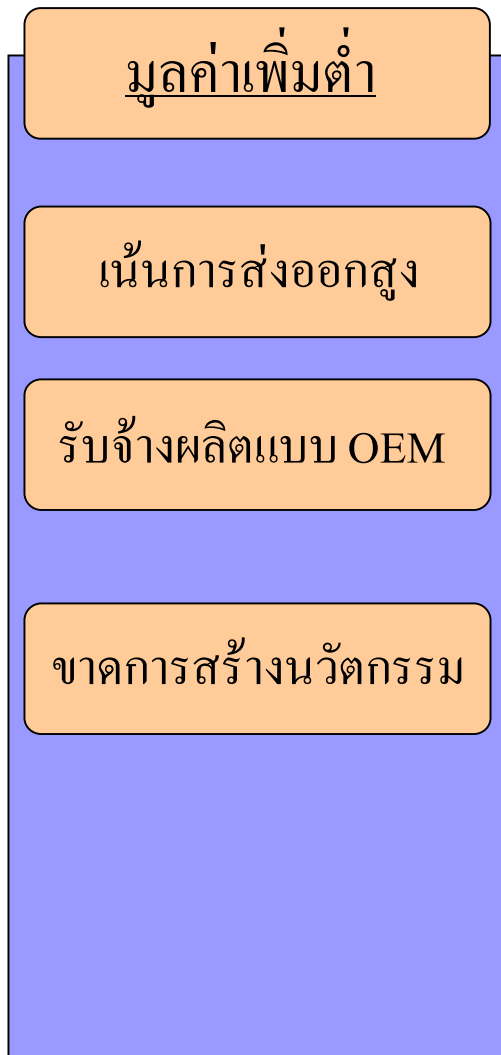 มูลค่าเพิ่มต่ำ
เน้นการส่งออกสูง
รับจ้างผลิตแบบ OEM
ขาดการสร้างนวัตกรรม